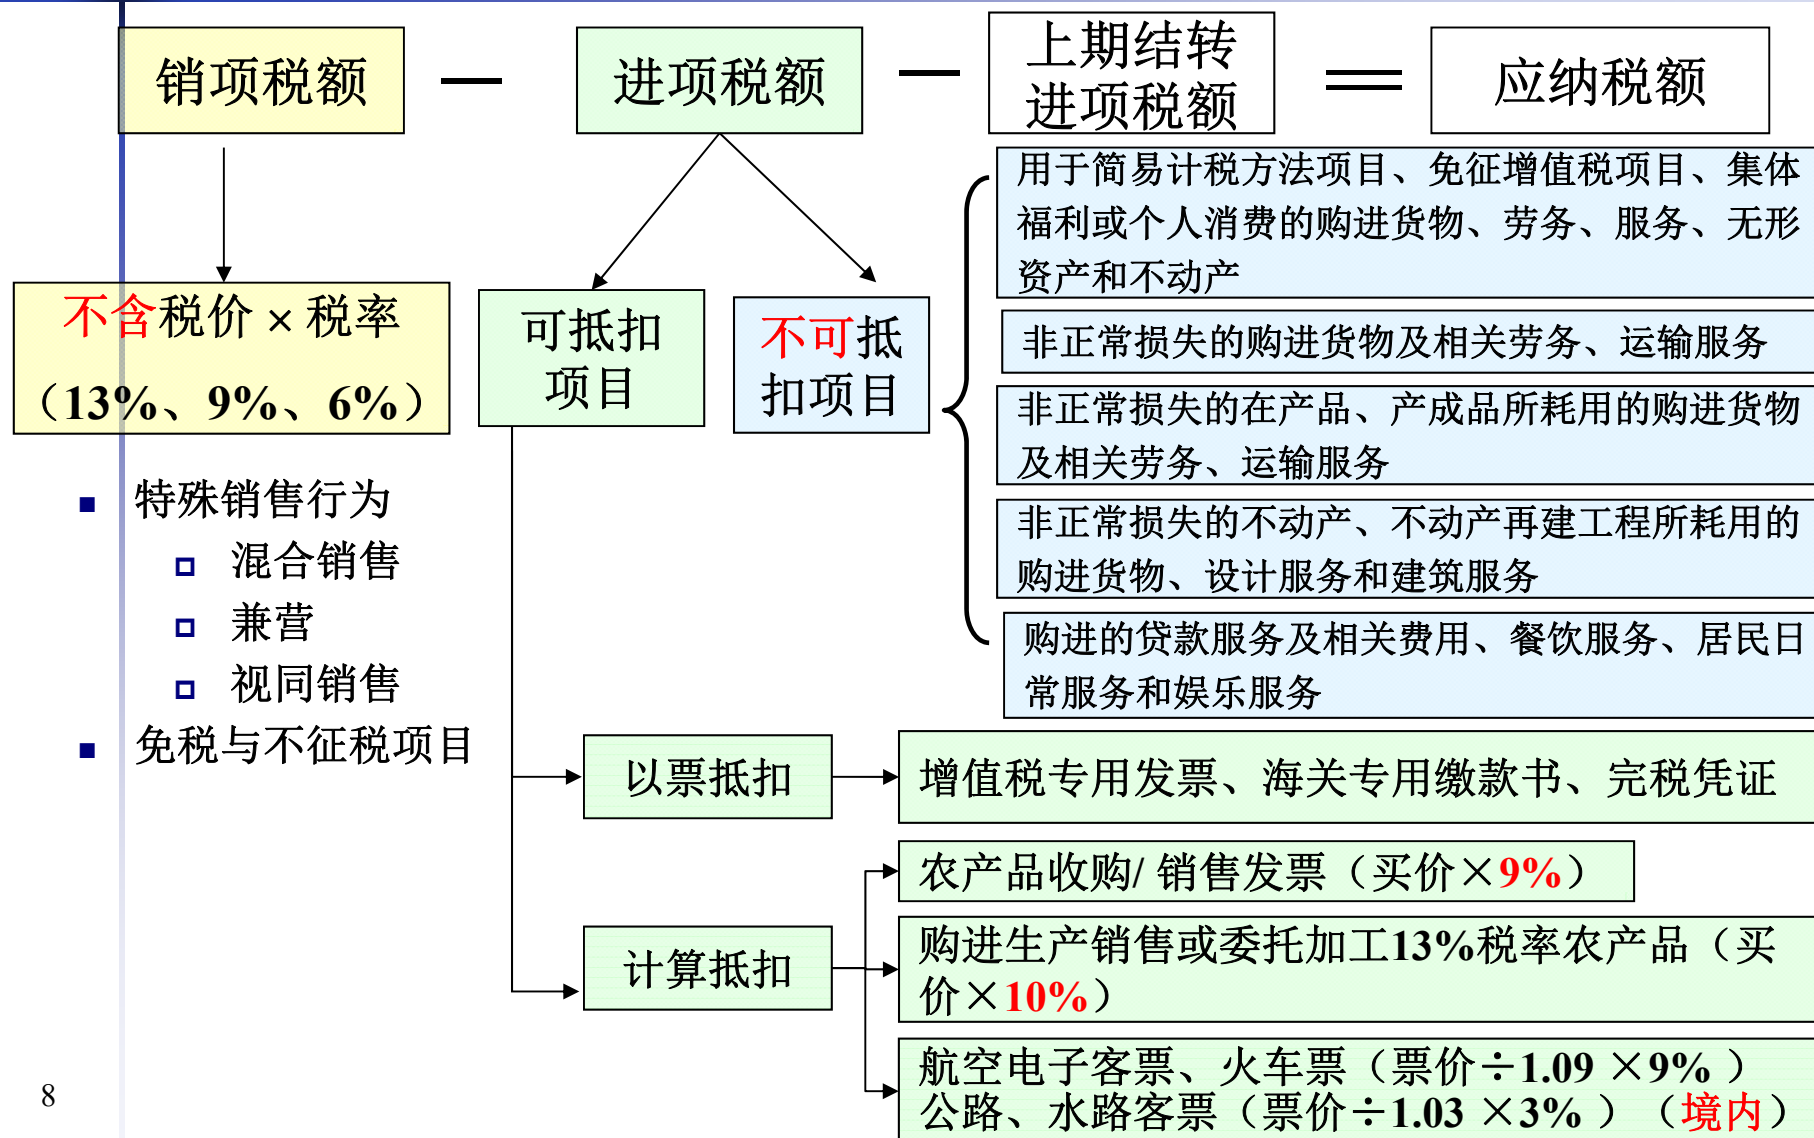 销项税额 — 进项税额 — 上期结转
进项税额 = 应纳税额
不含税价 × 税率
（13%、9%、6%）
特殊销售行为
混合销售
兼营
视同销售
免税与不征税项目
可抵扣
项目
不可抵
扣项目
用于简易计税方法项目、免征增值税项目、集体
福利或个人消费的购进货物、劳务、服务、无形
资产和不动产
非正常损失的购进货物及相关劳务、运输服务
非正常损失的在产品、产成品所耗用的购进货物
及相关劳务、运输服务
非正常损失的不动产、不动产再建工程所耗用的
购进货物、设计服务和建筑服务
购进的贷款服务及相关费用、餐饮服务、居民日
常服务和娱乐服务
以票抵扣
增值税专用发票、海关专用缴款书、完税凭证
计算抵扣
农产品收购/ 销售发票（买价×9%）
购进生产销售或委托加工13%税率农产品（买
价×10%）
航空电子客票、火车票（票价÷1.09 ×9% ）
公路、水路客票（票价÷1.03 ×3% ）（境内）
8